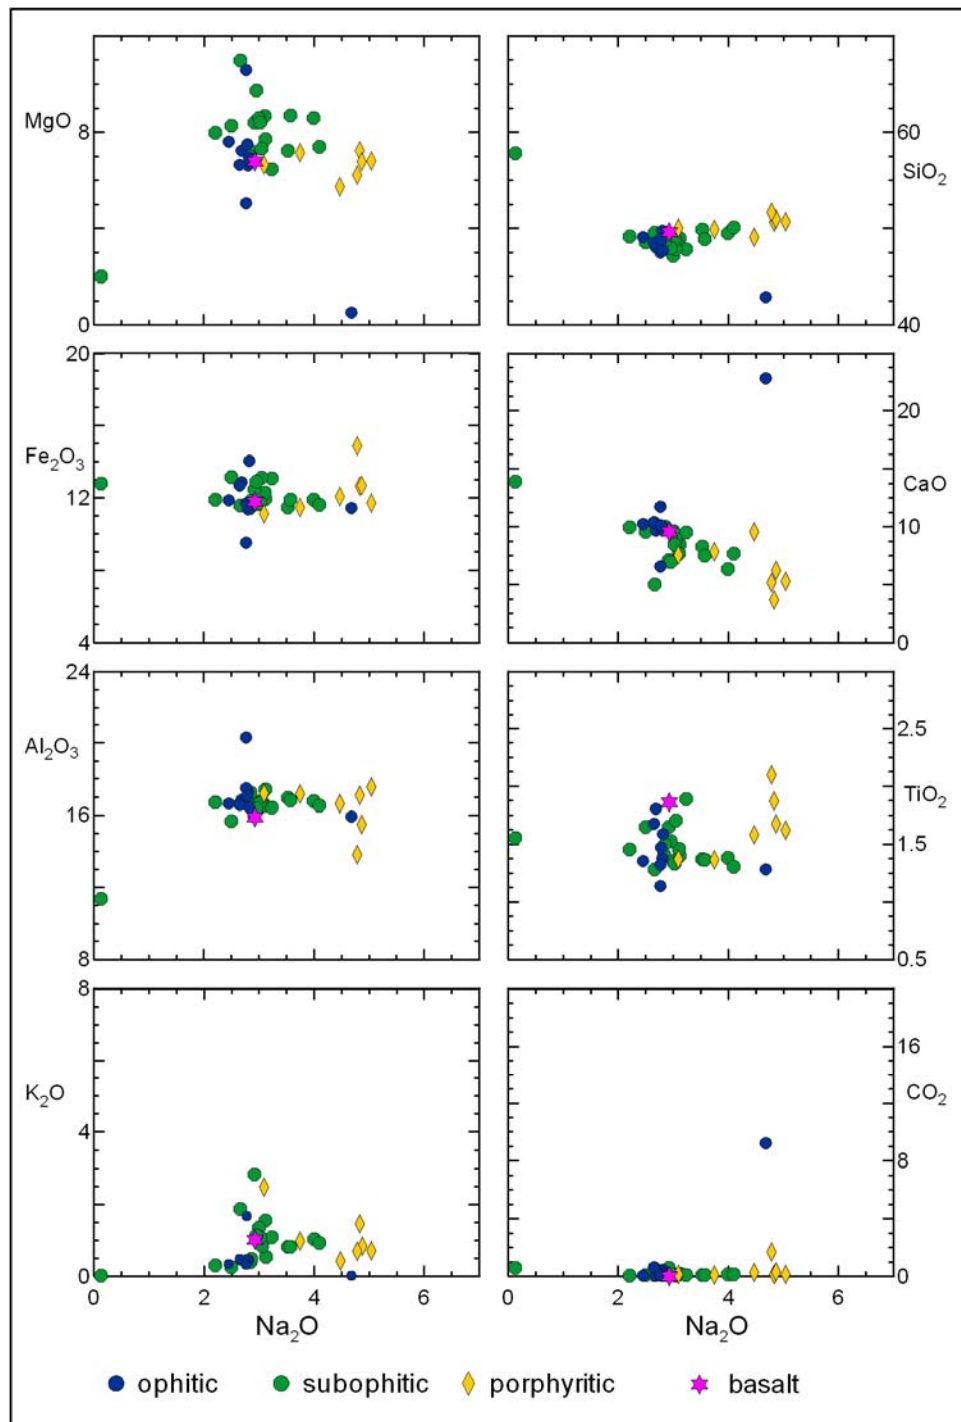 MgO
8
0
60
SiO₂
40
20
Fe₂O₃
12
4
20
CaO
10
0
24
Al₂O₃
16
8
2.5
TiO₂
1.5
0.5
8
K₂O
4
0
16
CO₂
8
0
0 2 4 6
0 2 4 6
Na₂O
Na₂O
ophitic subophitic porphyritic basalt